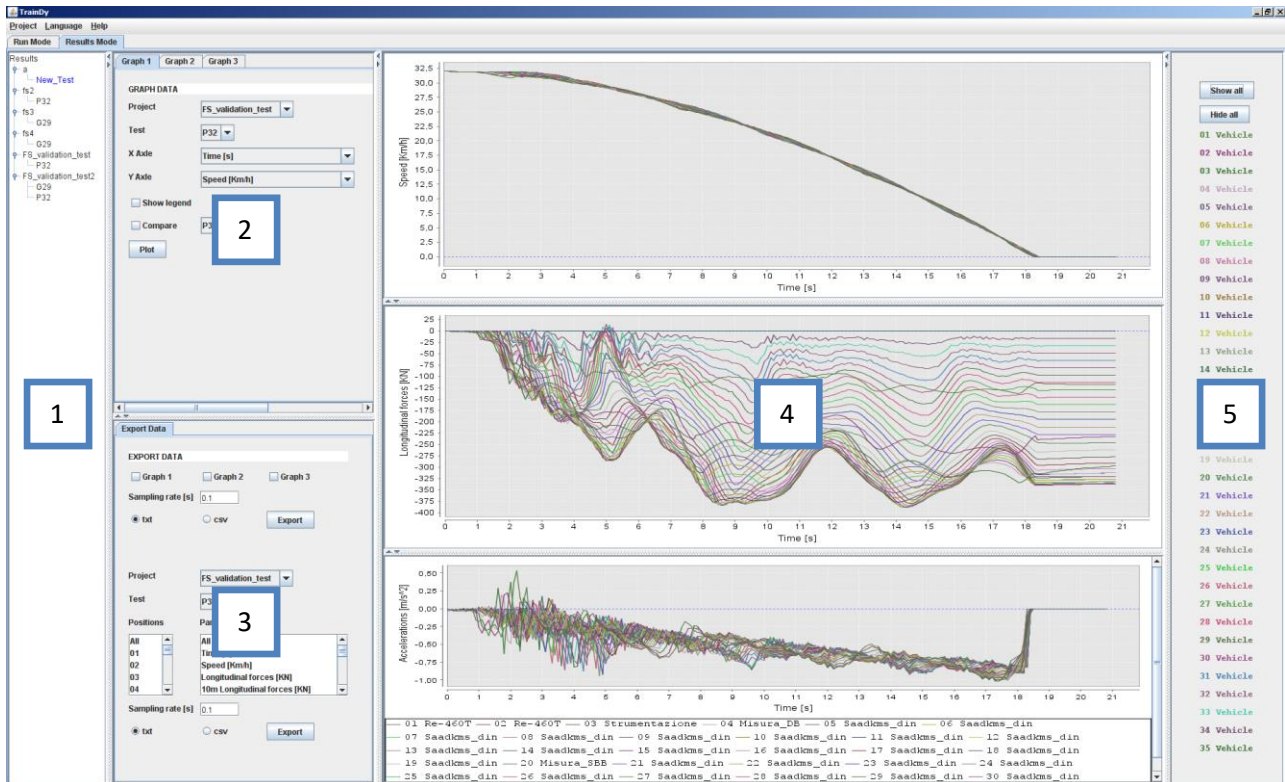 TrainDy
Project Language Help
Run Mode Results Mode
Results
a
New_Test
fs2
P32
fs3
G29
fs4
G29
FS_validation_test
P32
FS_validation_test2
G29
P32
1
Graph 1 Graph 2 Graph 3
GRAPH DATA
Project FS_validation_test
Test P32
X Axle Time [s]
Y Axle Speed [Km/h]
Show legend
Compare
2
Plot
Export Data
EXPORT DATA
Graph 1 Graph 2 Graph 3
Sampling rate [s] 0.1
txt csv Export
Project FS_validation_test
Test
3
Positions
All
01
02
03
04
All
Speed [Km/h]
Longitudinal forces [KN]
10m Longitudinal forces [KN]
Sampling rate [s] 0.1
txt csv Export
Speed [Km/h]
32,5
30,0
27,5
25,0
22,5
20,0
17,5
15,0
12,5
10,0
7,5
5,0
2,5
0,0
0 1 2 3 4 5 6 7 8 9 10 11 12 13 14 15 16 17 18 19 20 21
Time [s]
Longitudinal forces [KN]
25
0
-25
-50
-75
-100
-125
-150
-175
-200
-225
-250
-275
-300
-325
-350
-375
-400
0 1 2 3 4 5 6 7 8 9 10 11 12 13 14 15 16 17 18 19 20 21
Time [s]
4
Accelerations [m/s^2]
0,50
0,25
0,00
-0,25
-0,50
-0,75
-1,00
0 1 2 3 4 5 6 7 8 9 10 11 12 13 14 15 16 17 18 19 20 21
Time [s]
01 Re-460T 02 Re-460T 03 Strumentazione 04 Misura_DB 05 Saadkms_din 06 Saadkms_din
07 Saadkms_din 08 Saadkms_din 09 Saadkms_din 10 Saadkms_din 11 Saadkms_din 12 Saadkms_din
13 Saadkms_din 14 Saadkms_din 15 Saadkms_din 16 Saadkms_din 17 Saadkms_din 18 Saadkms_din
19 Saadkms_din 20 Misura_SBB 21 Saadkms_din 22 Saadkms_din 23 Saadkms_din 24 Saadkms_din
25 Saadkms_din 26 Saadkms_din 27 Saadkms_din 28 Saadkms_din 29 Saadkms_din 30 Saadkms_din
Show all
Hide all
01 Vehicle
02 Vehicle
03 Vehicle
04 Vehicle
05 Vehicle
06 Vehicle
07 Vehicle
08 Vehicle
09 Vehicle
10 Vehicle
11 Vehicle
12 Vehicle
13 Vehicle
14 Vehicle
5
19 Vehicle
20 Vehicle
21 Vehicle
22 Vehicle
23 Vehicle
24 Vehicle
25 Vehicle
26 Vehicle
27 Vehicle
28 Vehicle
29 Vehicle
30 Vehicle
31 Vehicle
32 Vehicle
33 Vehicle
34 Vehicle
35 Vehicle